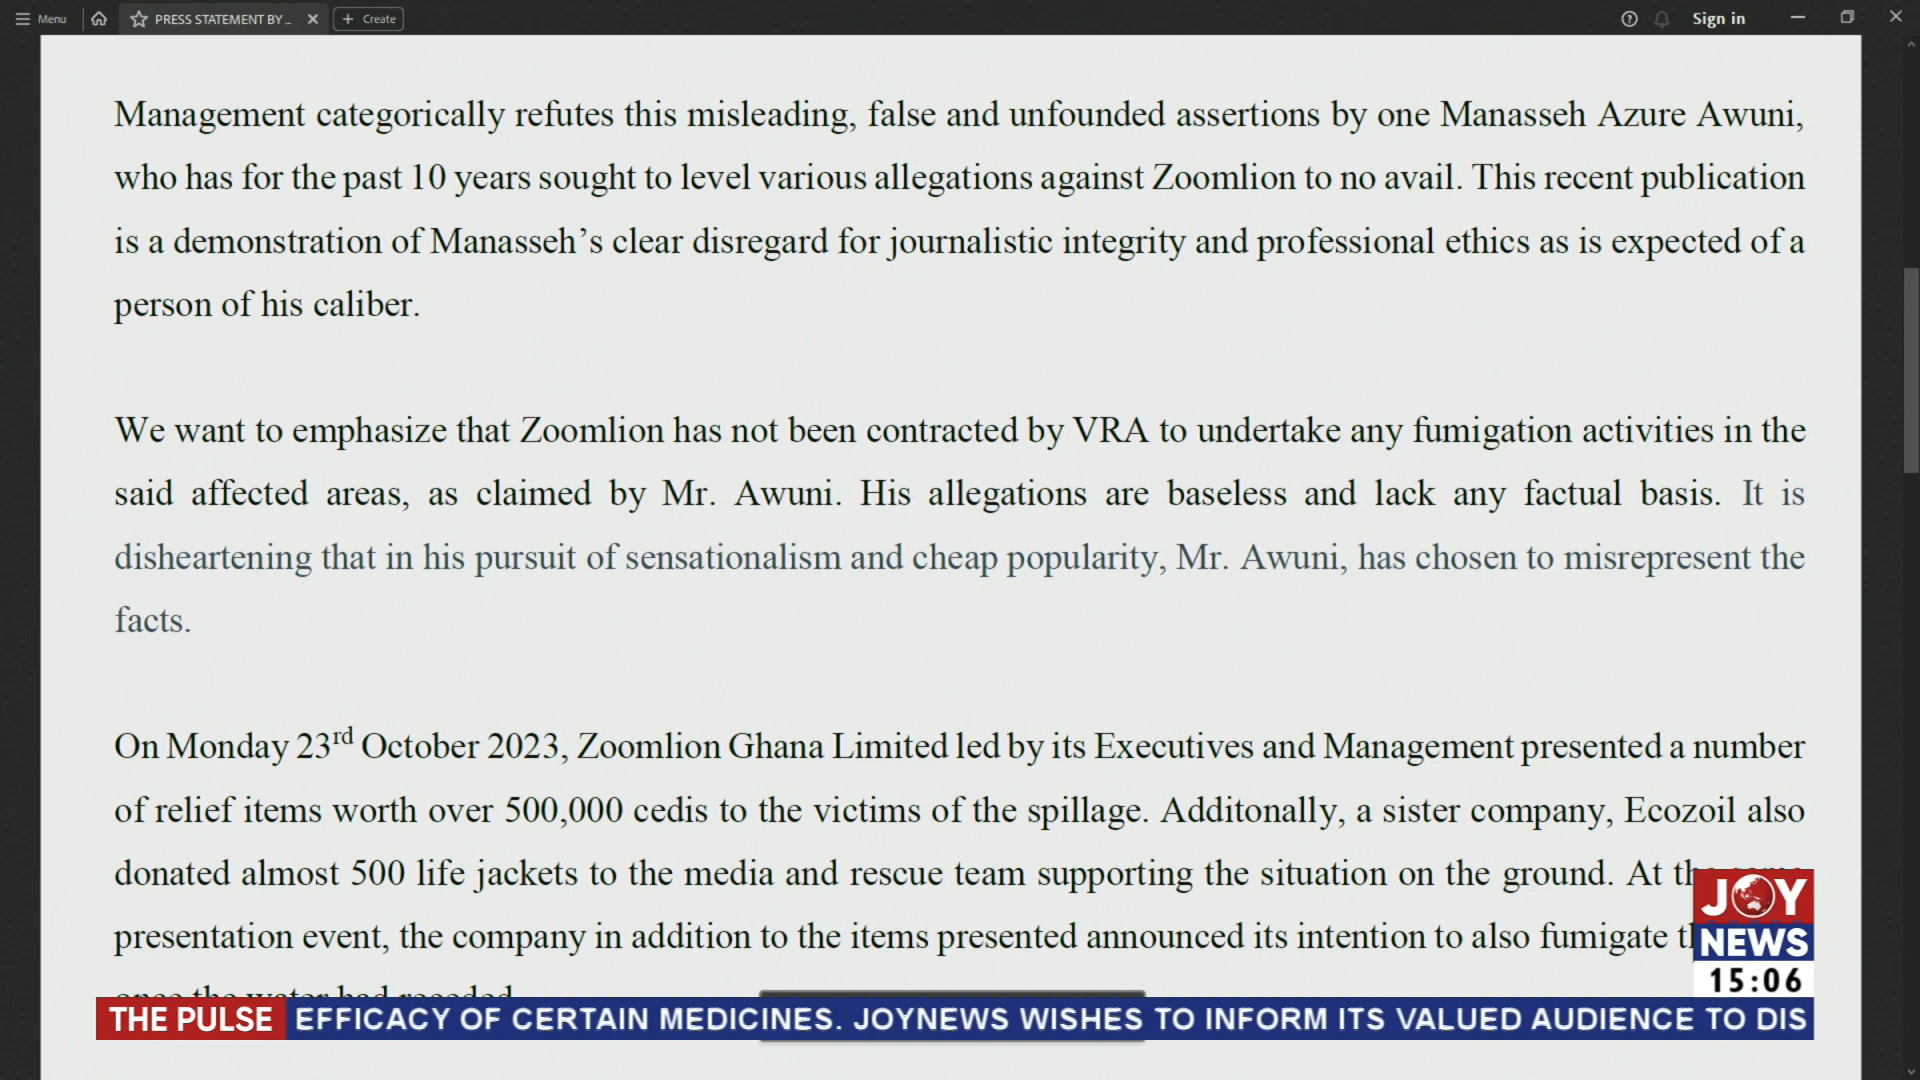 Menu
PRESS STATEMENT BY ...
Create
Sign in
Management categorically refutes this misleading, false and unfounded assertions by one Manasseh Azure Awuni,
who has for the past 10 years sought to level various allegations against Zoomlion to no avail. This recent publication
is a demonstration of Manasseh’s clear disregard for journalistic integrity and professional ethics as is expected of a
person of his caliber.
We want to emphasize that Zoomlion has not been contracted by VRA to undertake any fumigation activities in the
said affected areas, as claimed by Mr. Awuni. His allegations are baseless and lack any factual basis. It is
disheartening that in his pursuit of sensationalism and cheap popularity, Mr. Awuni, has chosen to misrepresent the
facts.
On Monday 23rd October 2023, Zoomlion Ghana Limited led by its Executives and Management presented a number
of relief items worth over 500,000 cedis to the victims of the spillage. Additonally, a sister company, Ecozoil also
donated almost 500 life jackets to the media and rescue team supporting the situation on the ground. At
presentation event, the company in addition to the items presented announced its intention to also fumigate
once the water had receded
JOY
NEWS
15:06
THE PULSE EFFICACY OF CERTAIN MEDICINES. JOYNEWS WISHES TO INFORM ITS VALUED AUDIENCE TO DIS